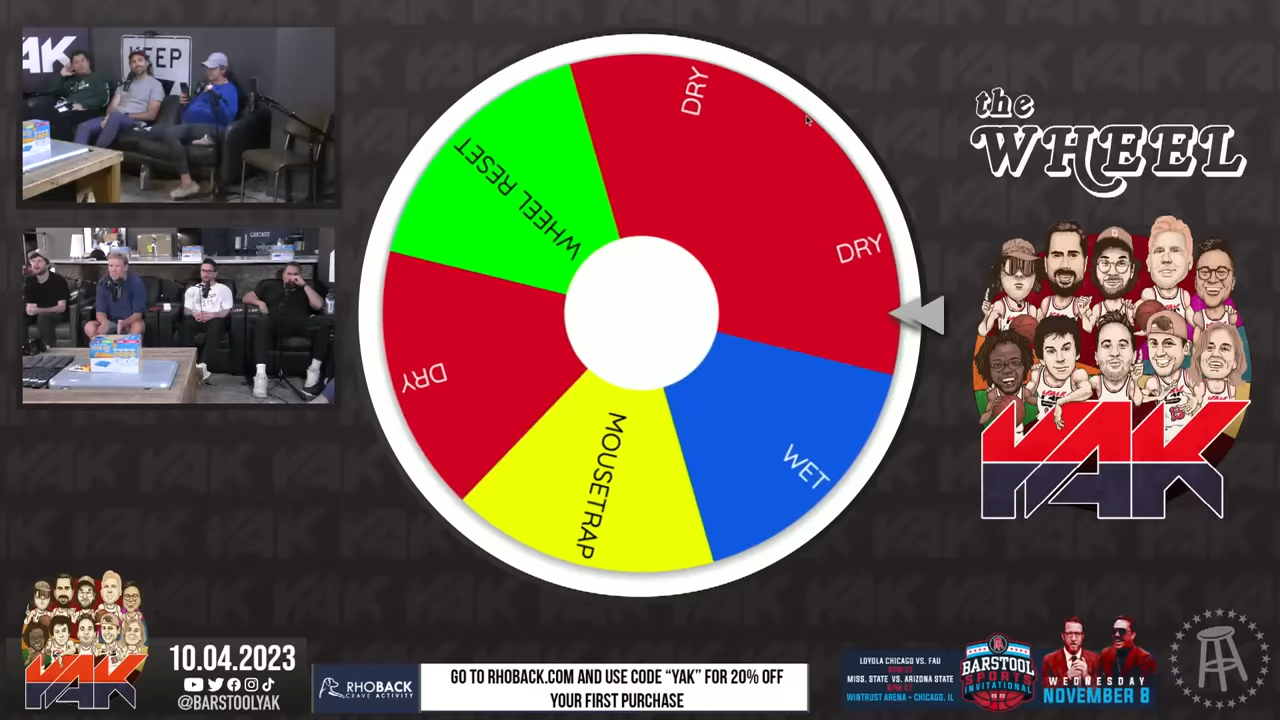 YAK
KEEP
CHICAGO
DRY
DRY
WHEEL RESET
DRY
MOUSETRAP
WET
the
WHEEL
YAK
YAK
10.04.2023
@BARSTOOLYAK
RHOBACK
GO TO RHOBACK.COM AND USE CODE “YAK” FOR 20% OFF
YOUR FIRST PURCHASE
LOYOLA CHICAGO VS. FAU
MISS. STATE VS. ARIZONA STATE
WINTRUST ARENA - CHICAGO, IL
BARSTOOL
SPORTS
INVITATIONAL
WEDNESDAY
NOVEMBER 8